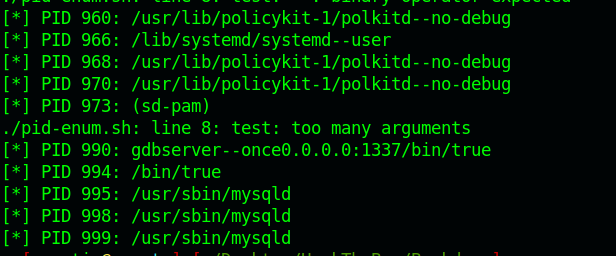 [*] PID 960: /usr/lib/policykit-1/polkitd--no-debug
[*] PID 966: /lib/systemd/systemd--user
[*] PID 968: /usr/lib/policykit-1/polkitd--no-debug
[*] PID 970: /usr/lib/policykit-1/polkitd--no-debug
[*] PID 973: (sd-pam)
./pid-enum.sh: line 8: test: too many arguments
[*] PID 990: gdbserver--once0.0.0.0:1337/bin/true
[*] PID 994: /bin/true
[*] PID 995: /usr/sbin/mysqld
[*] PID 998: /usr/sbin/mysqld
[*] PID 999: /usr/sbin/mysqld